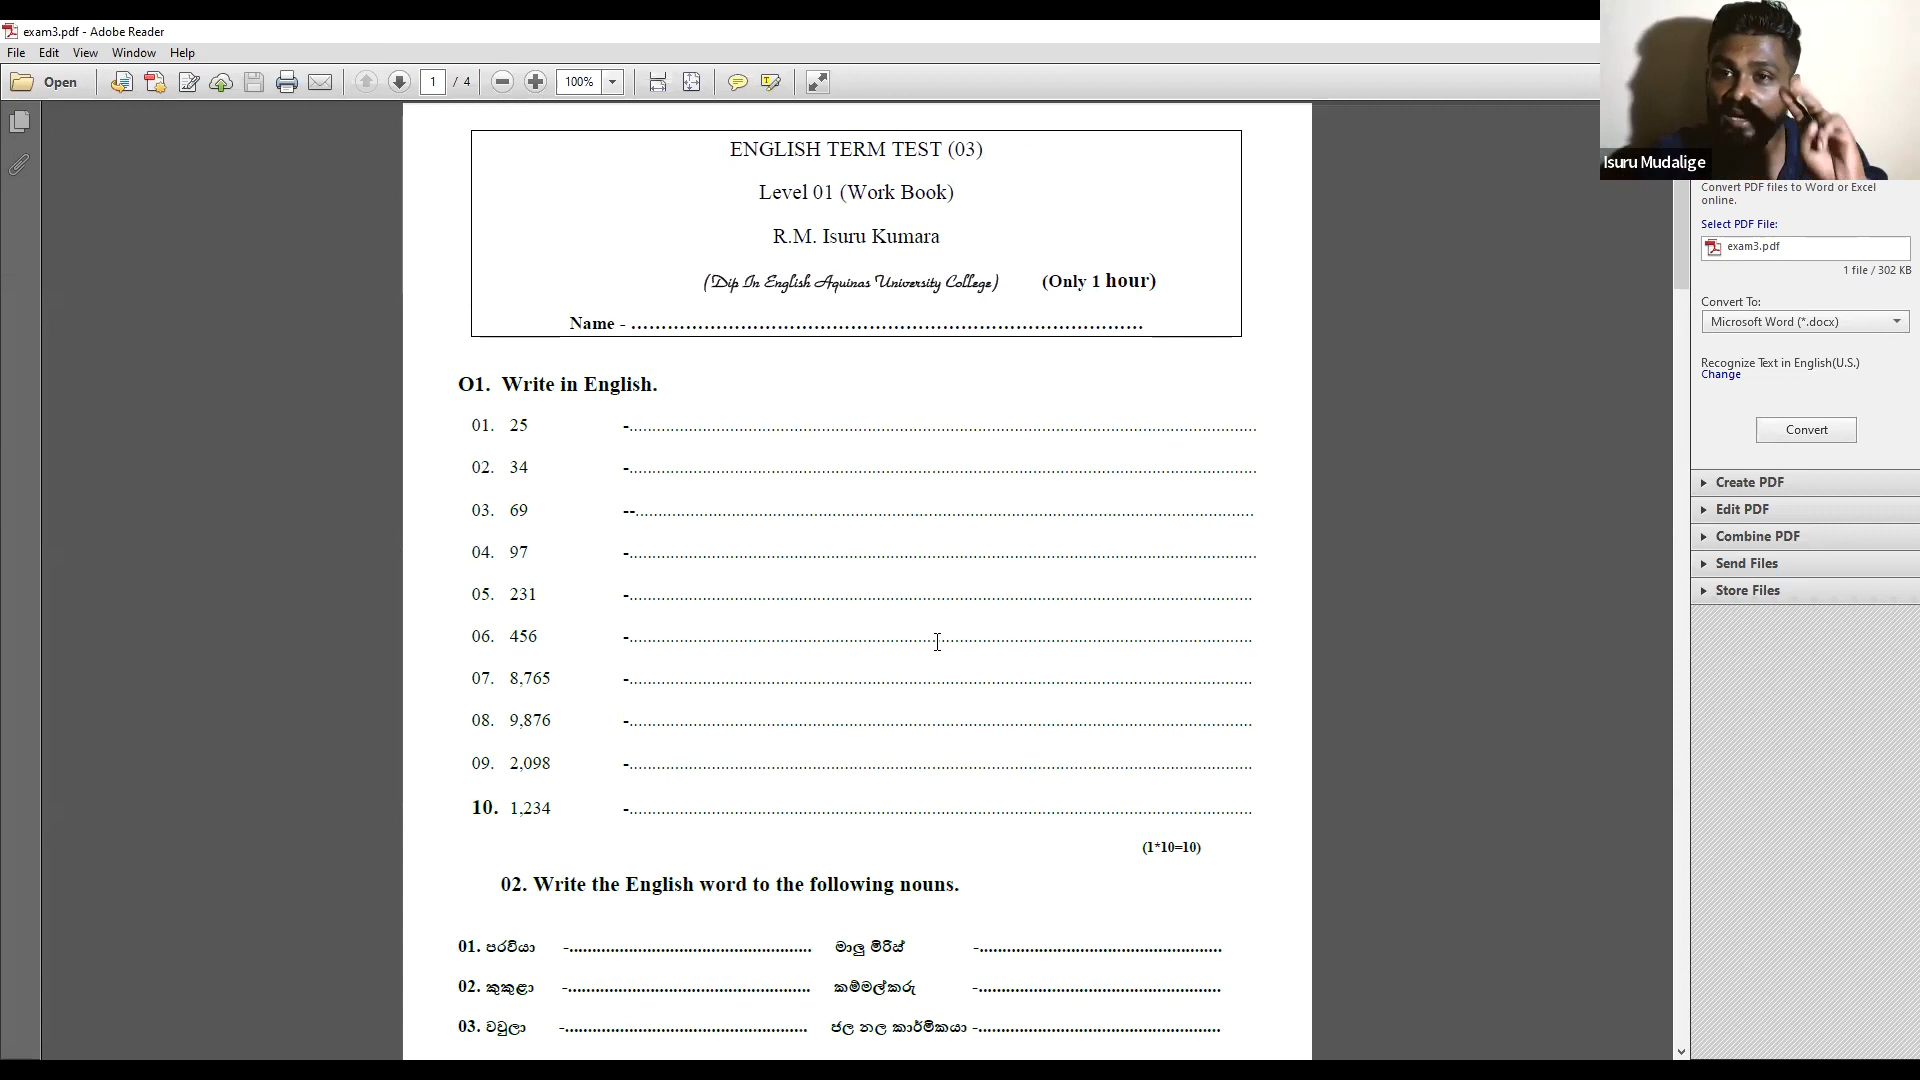 exam3.pdf - Adobe Reader
File Edit View Window Help
Open 1 / 4 100%
Isuru Mudalige
ENGLISH TERM TEST (03)
Level 01 (Work Book)
R.M. Isuru Kumara
(Dip In English Aquinas University College) (Only 1 hour)
Name - ......................................................................................
O1. Write in English.
01. 25 -..........................................................................................
02. 34 -..........................................................................................
03. 69 --..........................................................................................
04. 97 -..........................................................................................
05. 231 -..........................................................................................
06. 456 -..........................................................................................
07. 8,765 -..........................................................................................
08. 9,876 -..........................................................................................
09. 2,098 -..........................................................................................
10. 1,234 -..........................................................................................
(1*10=10)
02. Write the English word to the following nouns.
01. පරවියා -..................................................... මාලු මිරිස් -.....................................................
02. කුකුළා -..................................................... කම්මල්කරු -.....................................................
03. වවුලා -..................................................... ජල නල කාර්මිකයා -.....................................................
Convert PDF files to Word or Excel
online.
Select PDF File:
exam3.pdf
1 file / 302 KB
Convert To:
Microsoft Word (*.docx)
Recognize Text in English(U.S.)
Change
Convert
Create PDF
Edit PDF
Combine PDF
Send Files
Store Files